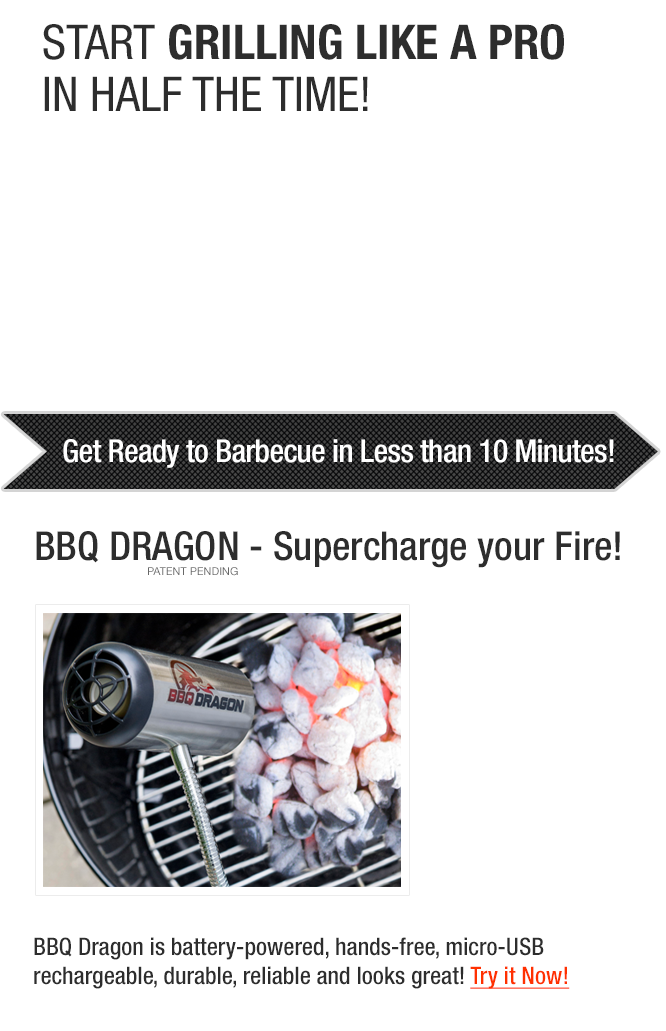 START GRILLING LIKE A PRO
IN HALF THE TIME!
Get Ready to Barbecue in Less than 10 Minutes!
BBQ DRAGON - Supercharge your Fire!
PATENT PENDING
BBQ DRAGON
BBQ Dragon is battery-powered, hands-free, micro-USB
rechargeable, durable, reliable and looks great! Try it Now!